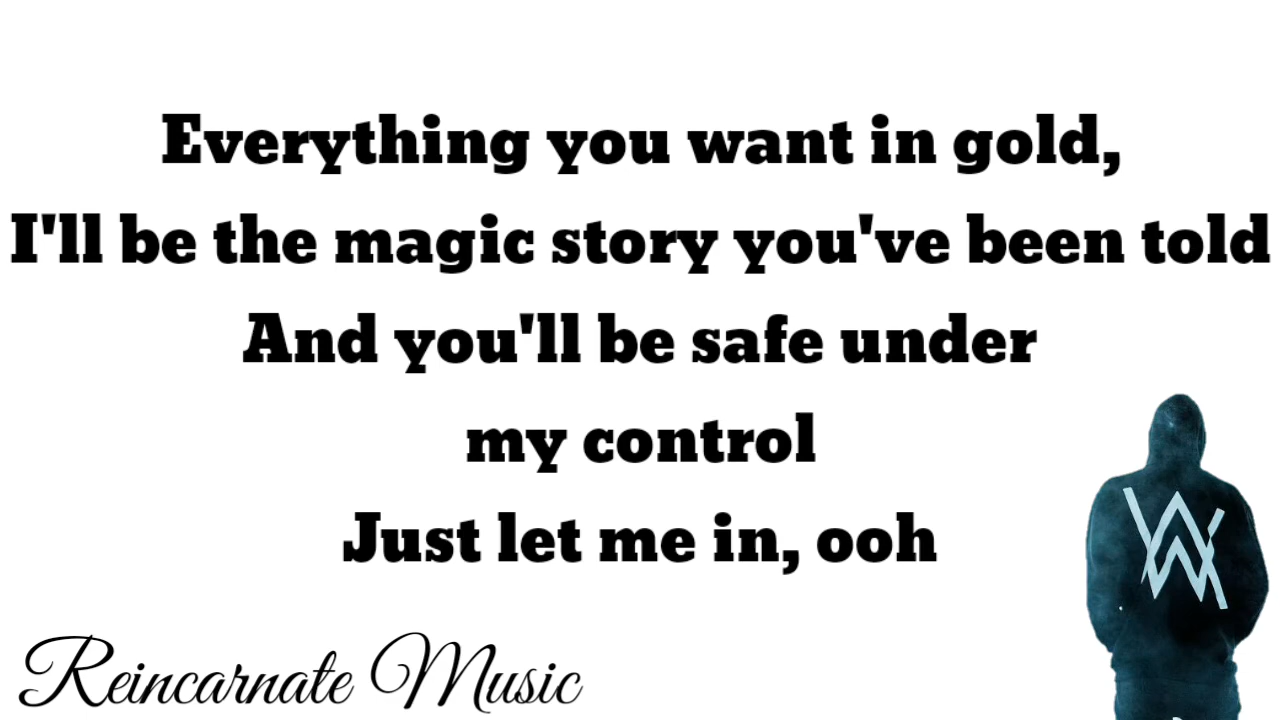 Everything you want in gold,
I'll be the magic story you've been told
And you'll be safe under
my control
Just let me in, ooh
Reincarnate Music